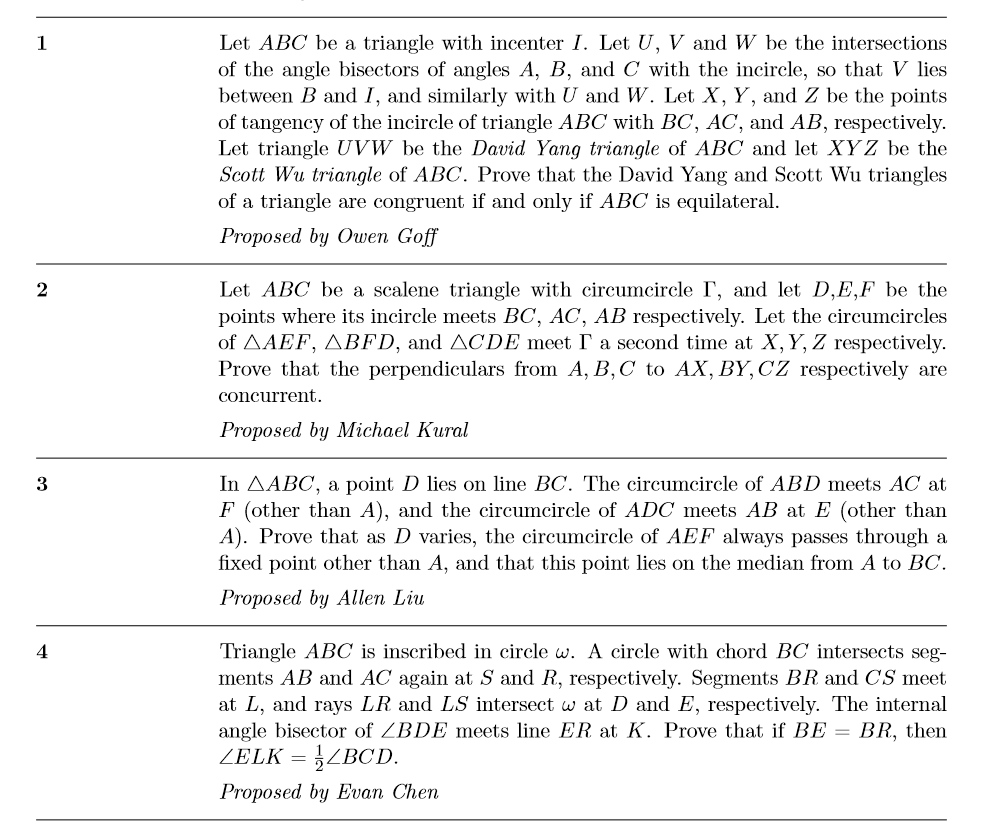 1 Let ABC be a triangle with incenter I. Let U, V and W be the intersections
of the angle bisectors of angles A, B, and C with the incircle, so that V lies
between B and I, and similarly with U and W. Let X, Y, and Z be the points
of tangency of the incircle of triangle ABC with BC, AC, and AB, respectively.
Let triangle UVW be the David Yang triangle of ABC and let XYZ be the
Scott Wu triangle of ABC. Prove that the David Yang and Scott Wu triangles
of a triangle are congruent if and only if ABC is equilateral.
Proposed by Owen Goff
2 Let ABC be a scalene triangle with circumcircle Γ, and let D,E,F be the
points where its incircle meets BC, AC, AB respectively. Let the circumcircles
of △AEF, △BFD, and △CDE meet Γ a second time at X, Y, Z respectively.
Prove that the perpendiculars from A, B, C to AX, BY, CZ respectively are
concurrent.
Proposed by Michael Kural
3 In △ABC, a point D lies on line BC. The circumcircle of ABD meets AC at
F (other than A), and the circumcircle of ADC meets AB at E (other than
A). Prove that as D varies, the circumcircle of AEF always passes through a
fixed point other than A, and that this point lies on the median from A to BC.
Proposed by Allen Liu
4 Triangle ABC is inscribed in circle ω. A circle with chord BC intersects seg-
ments AB and AC again at S and R, respectively. Segments BR and CS meet
at L, and rays LR and LS intersect ω at D and E, respectively. The internal
angle bisector of ∠BDE meets line ER at K. Prove that if BE = BR, then
∠ELK = ½∠BCD.
Proposed by Evan Chen